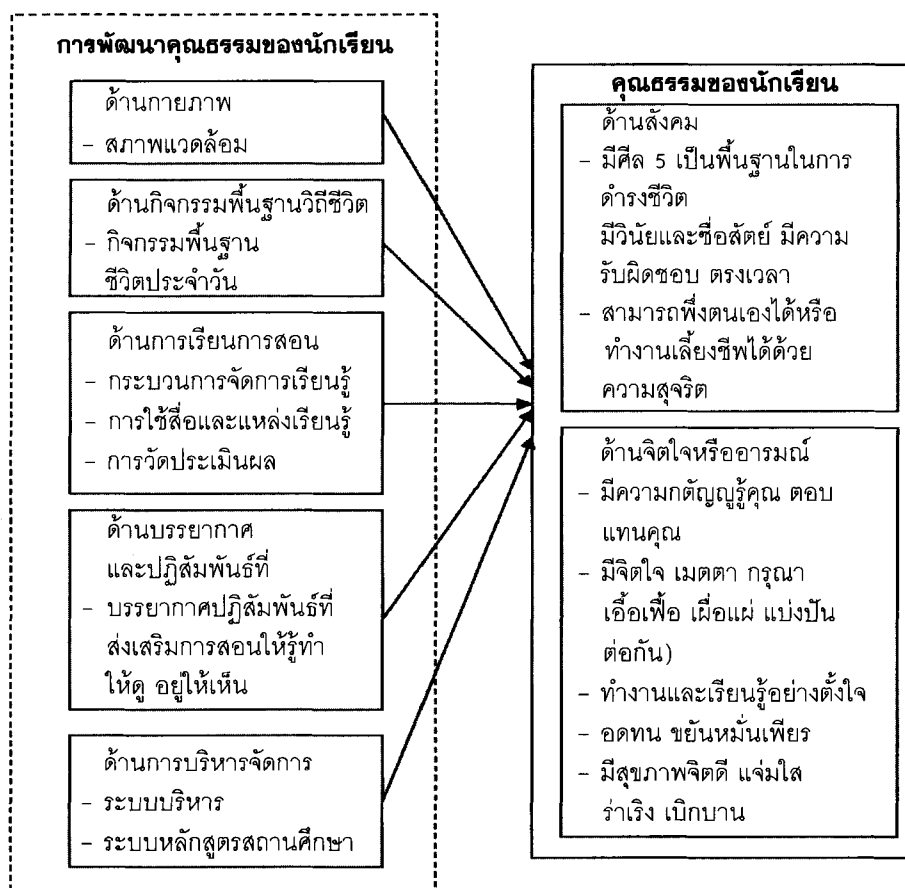 การพัฒนาคุณธรรมของนักเรียน
ด้านกายภาพ
- สภาพแวดล้อม
ด้านกิจกรรมพื้นฐานวิถีชีวิต
- กิจกรรมพื้นฐาน
ชีวิตประจำวัน
ด้านการเรียนการสอน
- กระบวนการจัดการเรียนรู้
- การใช้สื่อและแหล่งเรียนรู้
- การวัดประเมินผล
ด้านบรรยากาศ
และปฏิสัมพันธ์ที่
- บรรยากาศปฏิสัมพันธ์ที่
ส่งเสริมการสอนให้รู้ทำ
ให้ดู อยู่ให้เห็น
ด้านการบริหารจัดการ
- ระบบบริหาร
- ระบบหลักสูตรสถานศึกษา
คุณธรรมของนักเรียน
ด้านสังคม
- มีศีล 5 เป็นพื้นฐานในการ
ดำรงชีวิต
มีวินัยและซื่อสัตย์ มีความ
รับผิดชอบ ตรงเวลา
- สามารถพึ่งตนเองได้หรือ
ทำงานเลี้ยงชีพได้ด้วย
ความสุจริต
ด้านจิตใจหรืออารมณ์
- มีความกตัญญูรู้คุณ ตอบ
แทนคุณ
- มีจิตใจ เมตตา กรุณา
เอื้อเฟื้อ เผื่อแผ่ แบ่งปัน
ต่อกัน)
- ทำงานและเรียนรู้อย่างตั้งใจ
- อดทน ขยันหมั่นเพียร
- มีสุขภาพจิตดี แจ่มใส
ร่าเริง เบิกบาน